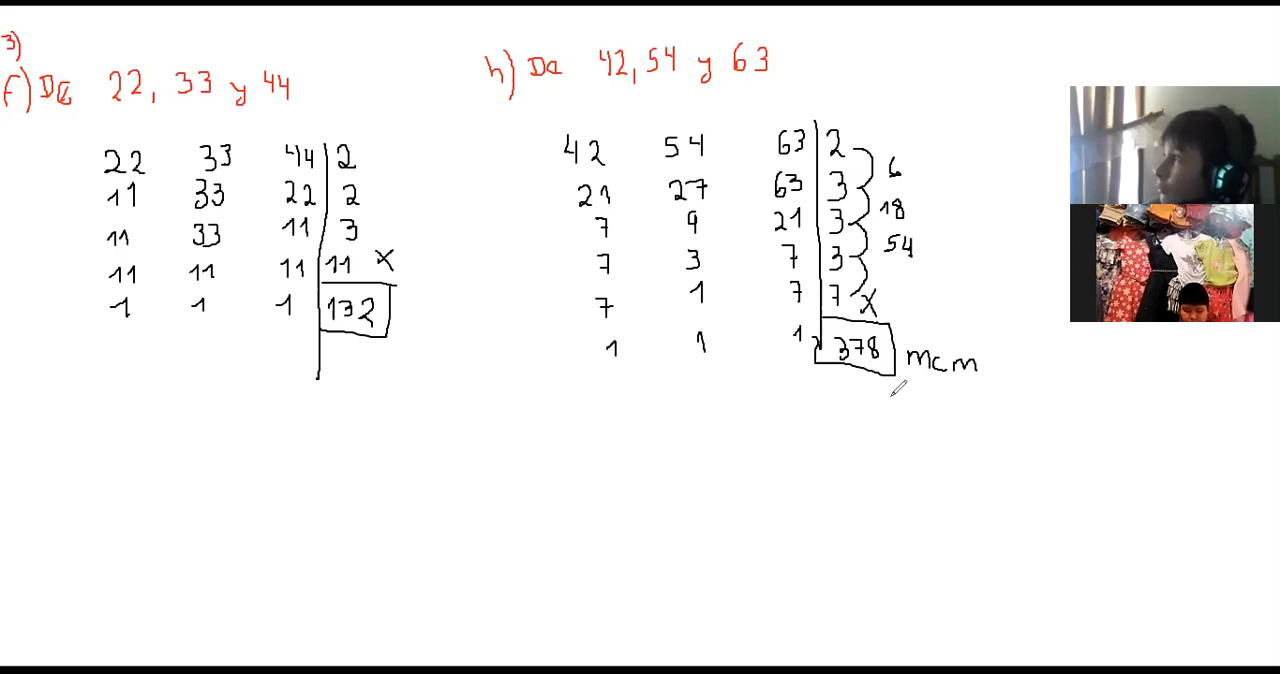 3)
f) De 22, 33 y 44
22 33 44 2
11 33 22 2
11 33 11 3
11 11 11 11 x
1 1 1 132
h) De 42, 54 y 63
42 54 63 2
21 27 63 3 6
7 9 21 3 18
7 3 7 3 54
7 1 7 7 x
1 1 1 378 mcm